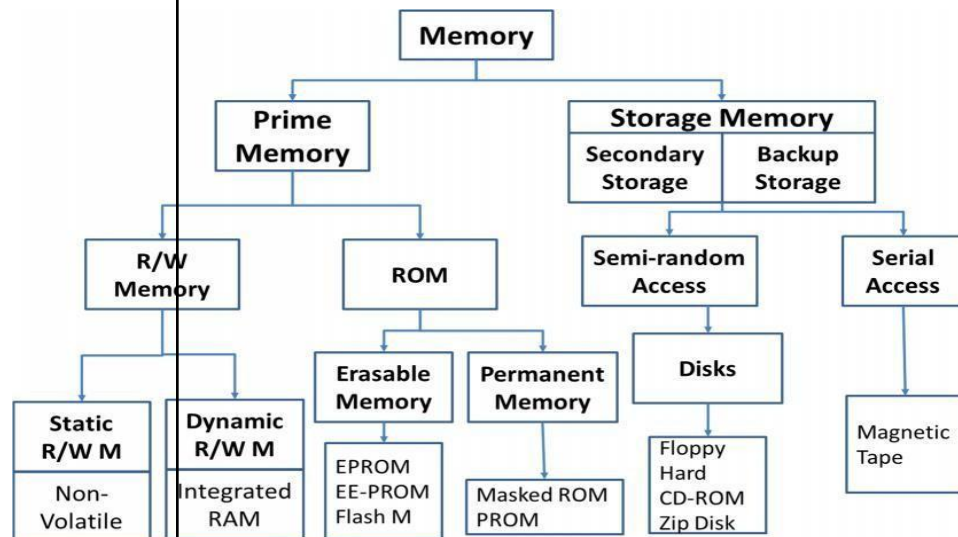 Memory
Prime
Memory
Storage Memory
Secondary
Storage
Backup
Storage
R/W
Memory
ROM
Semi-random
Access
Serial
Access
Erasable
Memory
Permanent
Memory
Disks
Static
R/W M
Non-
Volatile
Dynamic
R/W M
Integrated
RAM
EPROM
EE-PROM
Flash M
Masked ROM
PROM
Floppy
Hard
CD-ROM
Zip Disk
Magnetic
Tape